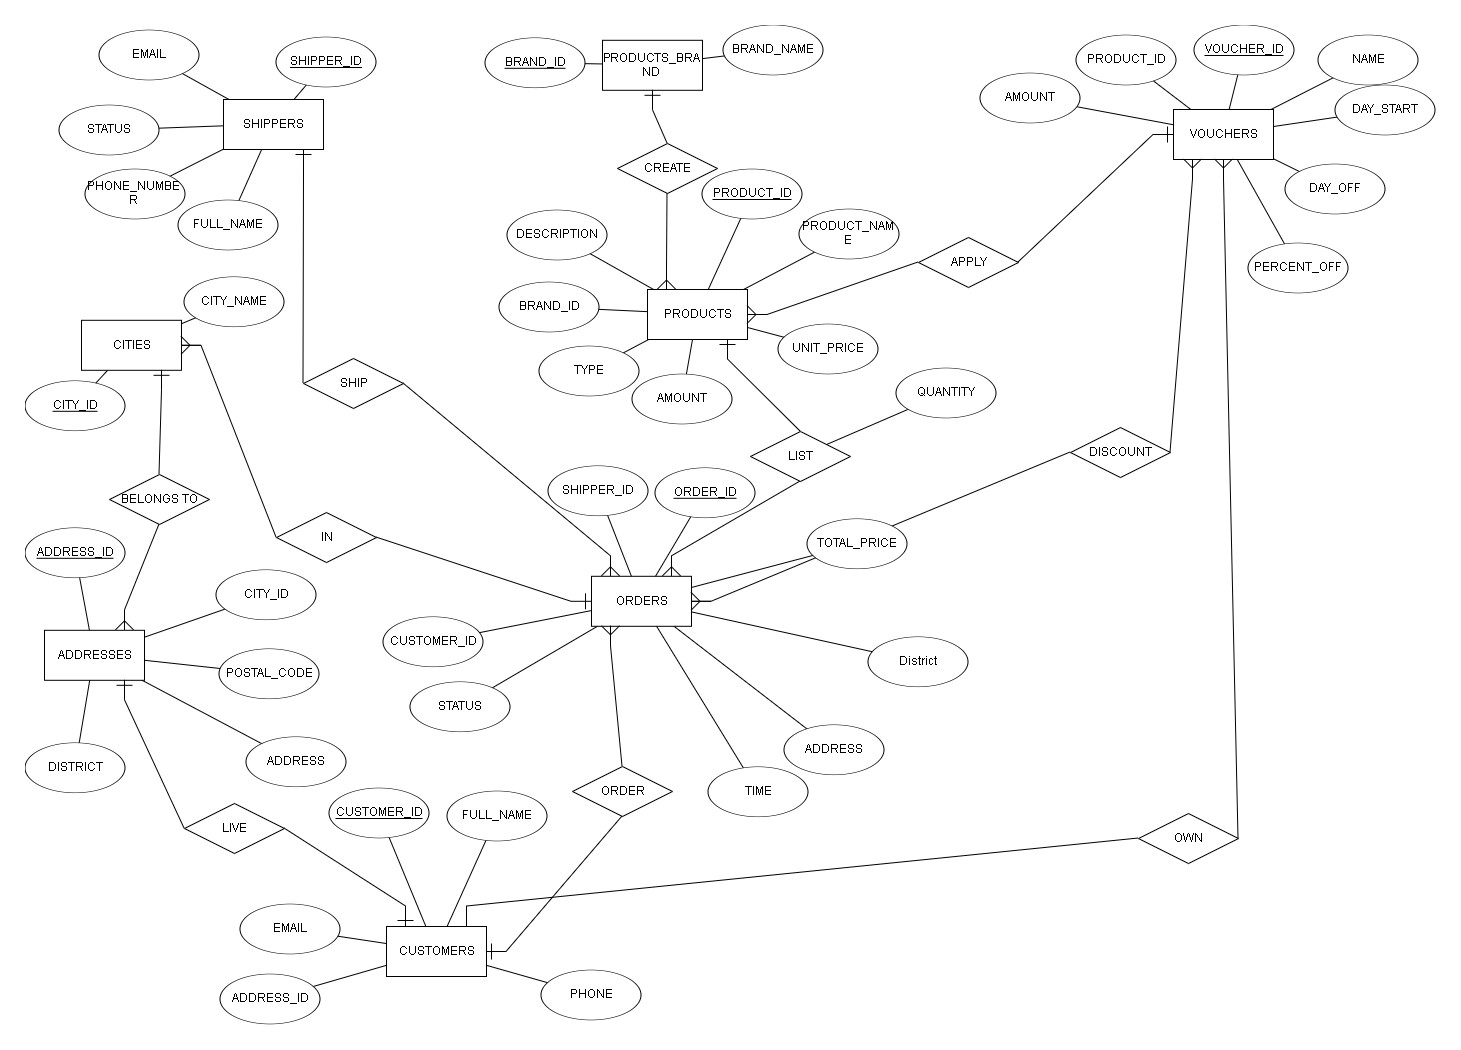 EMAIL
SHIPPER_ID
STATUS
SHIPPERS
PHONE_NUMBE
R
FULL_NAME
BRAND_ID
PRODUCTS_BRA
ND
BRAND_NAME
CREATE
PRODUCT_ID
VOUCHER_ID
NAME
AMOUNT
DAY_START
VOUCHERS
DAY_OFF
PERCENT_OFF
PRODUCT_ID
DESCRIPTION
PRODUCT_NAM
E
APPLY
BRAND_ID
PRODUCTS
UNIT_PRICE
TYPE
AMOUNT
CITY_NAME
CITIES
CITY_ID
SHIP
QUANTITY
LIST
DISCOUNT
BELONGS TO
IN
SHIPPER_ID
ORDER_ID
TOTAL_PRICE
ORDERS
CUSTOMER_ID
District
STATUS
ADDRESS
TIME
ADDRESS_ID
CITY_ID
ADDRESSES
POSTAL_CODE
DISTRICT
ADDRESS
LIVE
ORDER
OWN
CUSTOMER_ID
FULL_NAME
EMAIL
CUSTOMERS
ADDRESS_ID
PHONE